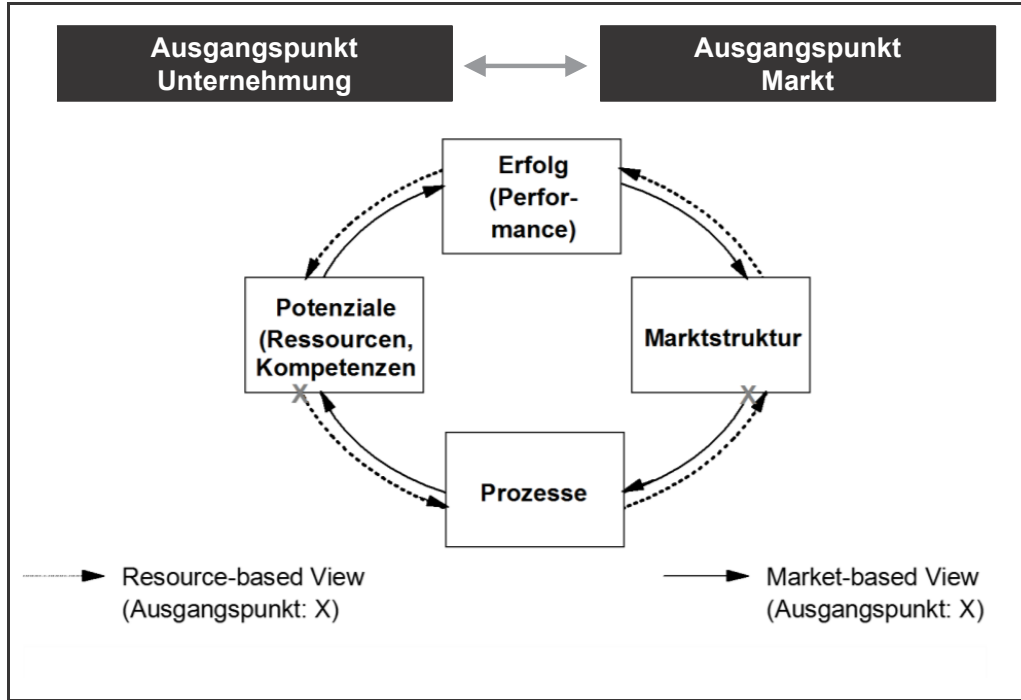 Ausgangspunkt
Unternehmung
Ausgangspunkt
Markt
Erfolg
(Perfor-
mance)
Potenziale
(Ressourcen,
Kompetenzen
Marktstruktur
X
X
Prozesse
Resource-based View
(Ausgangspunkt: X)
Market-based View
(Ausgangspunkt: X)